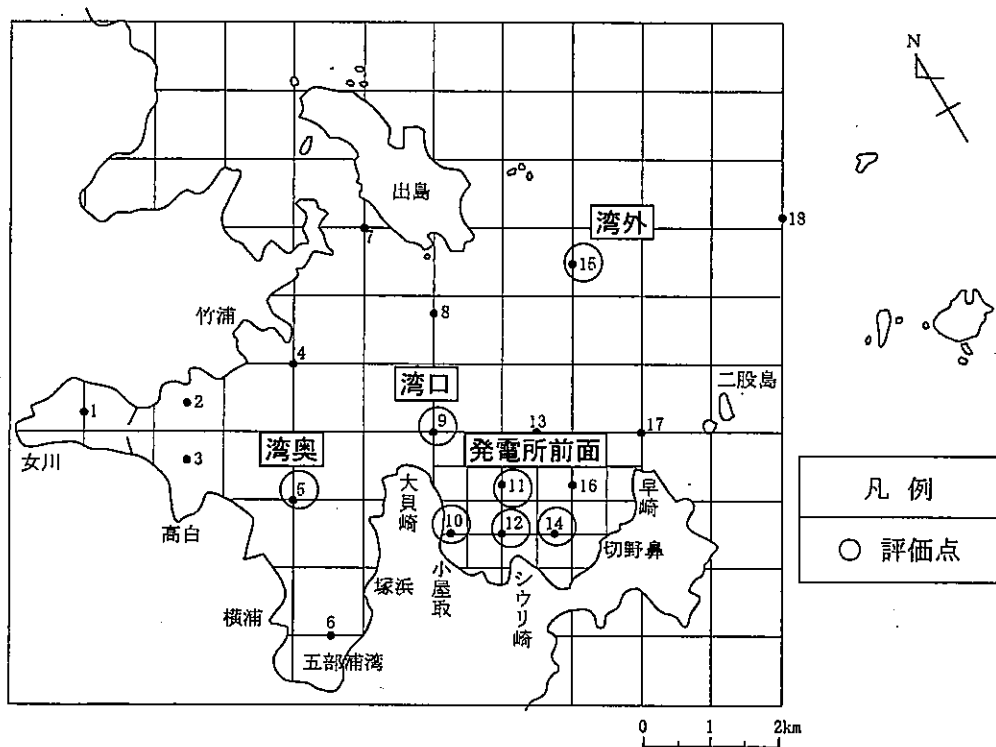 N
出島
湾外
7
18
15
竹浦
8
4
湾口
二股島
2
1
9
13
17
女川
湾奥
発電所前面
3
大貝崎
5
11
16
早崎
凡例
高白
10
12
14
切野鼻
○ 評価点
塚浜
小屋取
シウリ崎
横浦
6
五部浦湾
0 1 2km